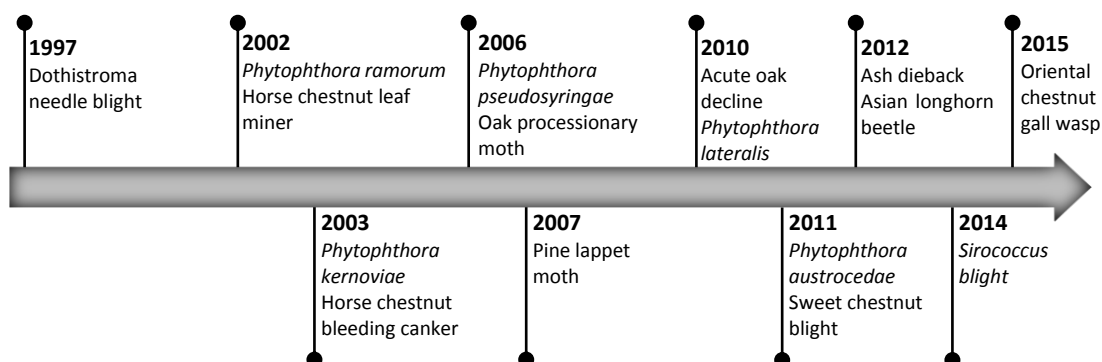 1997
Dothistroma
needle blight
2002
Phytophthora ramorum
Horse chestnut leaf
miner
2006
Phytophthora
pseudosyringae
Oak processionary
moth
2010
Acute oak
decline
Phytophthora
lateralis
2012
Ash dieback
Asian longhorn
beetle
2015
Oriental
chestnut
gall wasp
2003
Phytophthora
kernoviae
Horse chestnut
bleeding canker
2007
Pine lappet
moth
2011
Phytophthora
austrocedae
Sweet chestnut
blight
2014
Sirococcus
blight